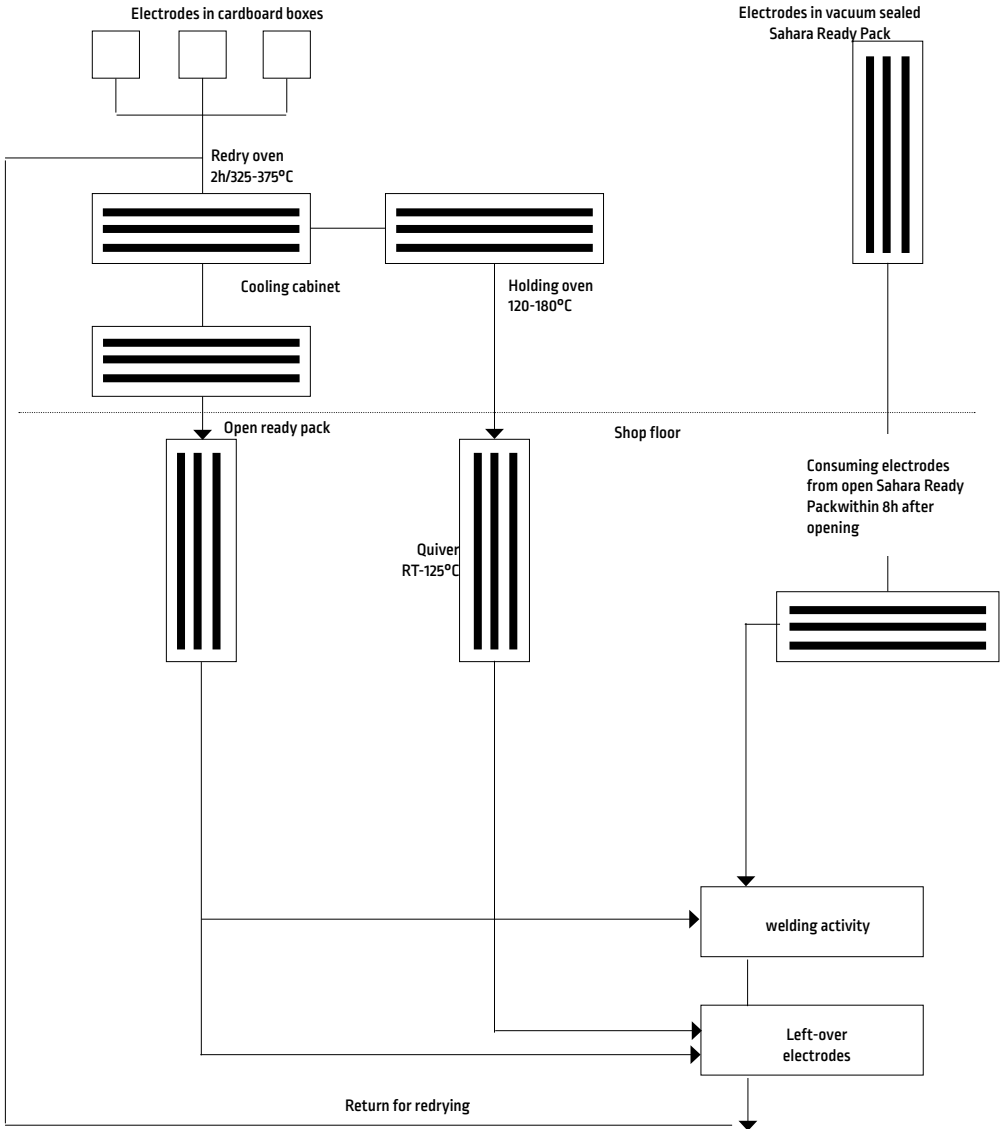 Electrodes in cardboard boxes
Electrodes in vacuum sealed
Sahara Ready Pack
Redry oven
2h/325-375°C
Cooling cabinet
Holding oven
120-180°C
Open ready pack
Shop floor
Consuming electrodes
from open Sahara Ready
Packwithin 8h after
opening
Quiver
RT-125°C
welding activity
Left-over
electrodes
Return for redrying